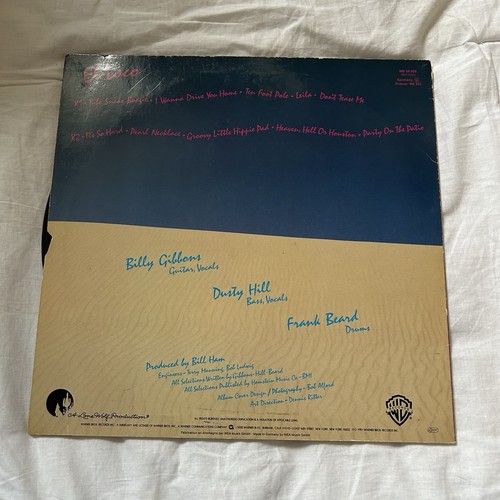 El Loco
Tube Snake Boogie • I Wanna Drive You Home • Ten Foot Pole • Leila • Don't Tease Me
It's So Hard • Pearl Necklace • Groovy Little Hippie Pad • Heaven, Hell Or Houston • Party On The Patio
Billy Gibbons
Guitar, Vocals
Dusty Hill
Bass, Vocals
Frank Beard
Drums
Produced by Bill Ham
Engineers - Terry Manning, Bob Ludwig
All Selections Written by Gibbons-Hill-Beard
All Selections Published by Hamstein Music Co - BMI
Album Cover Design / Photography - Bob Alford
Art Direction - Dennis Ritter
A Lone Wolf Production